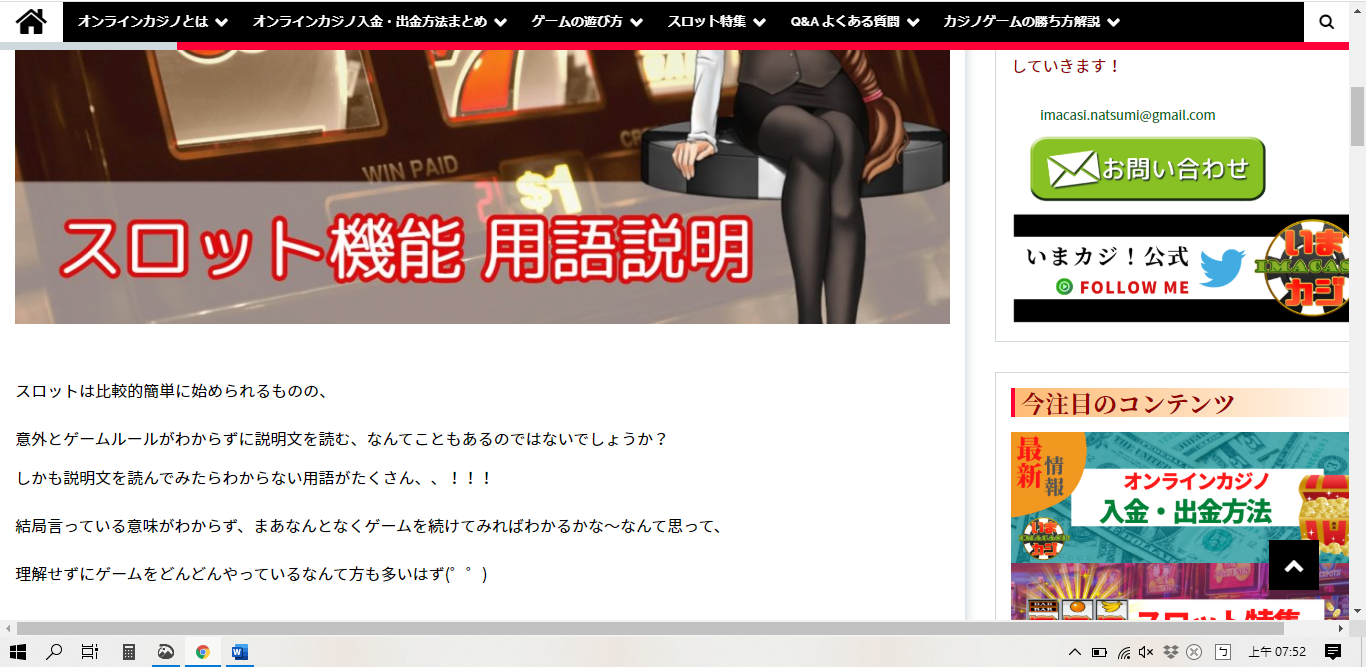 オンラインカジノとは
オンラインカジノ入金・出金方法まとめ
ゲームの遊び方
スロット特集
Q&A よくある質問
カジノゲームの勝ち方解説
WIN PAID
$1
スロット機能 用語説明
スロットは比較的簡単に始められるものの、
意外とゲームルールがわからずに説明文を読む、なんてこともあるのではないでしょうか？
しかも説明文を読んでみたらわからない用語がたくさん、、！！！
結局言っている意味がわからず、まあなんとなくゲームを続けてみればわかるかな〜なんて思って、
理解せずにゲームをどんどんやっているなんて方も多いはず(゜゜)
していきます！
imacasi.natsumi@gmail.com
お問い合わせ
いまカジ！公式
FOLLOW ME
いま
IMACAS
カジ
今注目のコンテンツ
最新
情報
オンラインカジノ
入金・出金方法
いま
カジ
BAR
BAR
スロット特集
上午 07:52